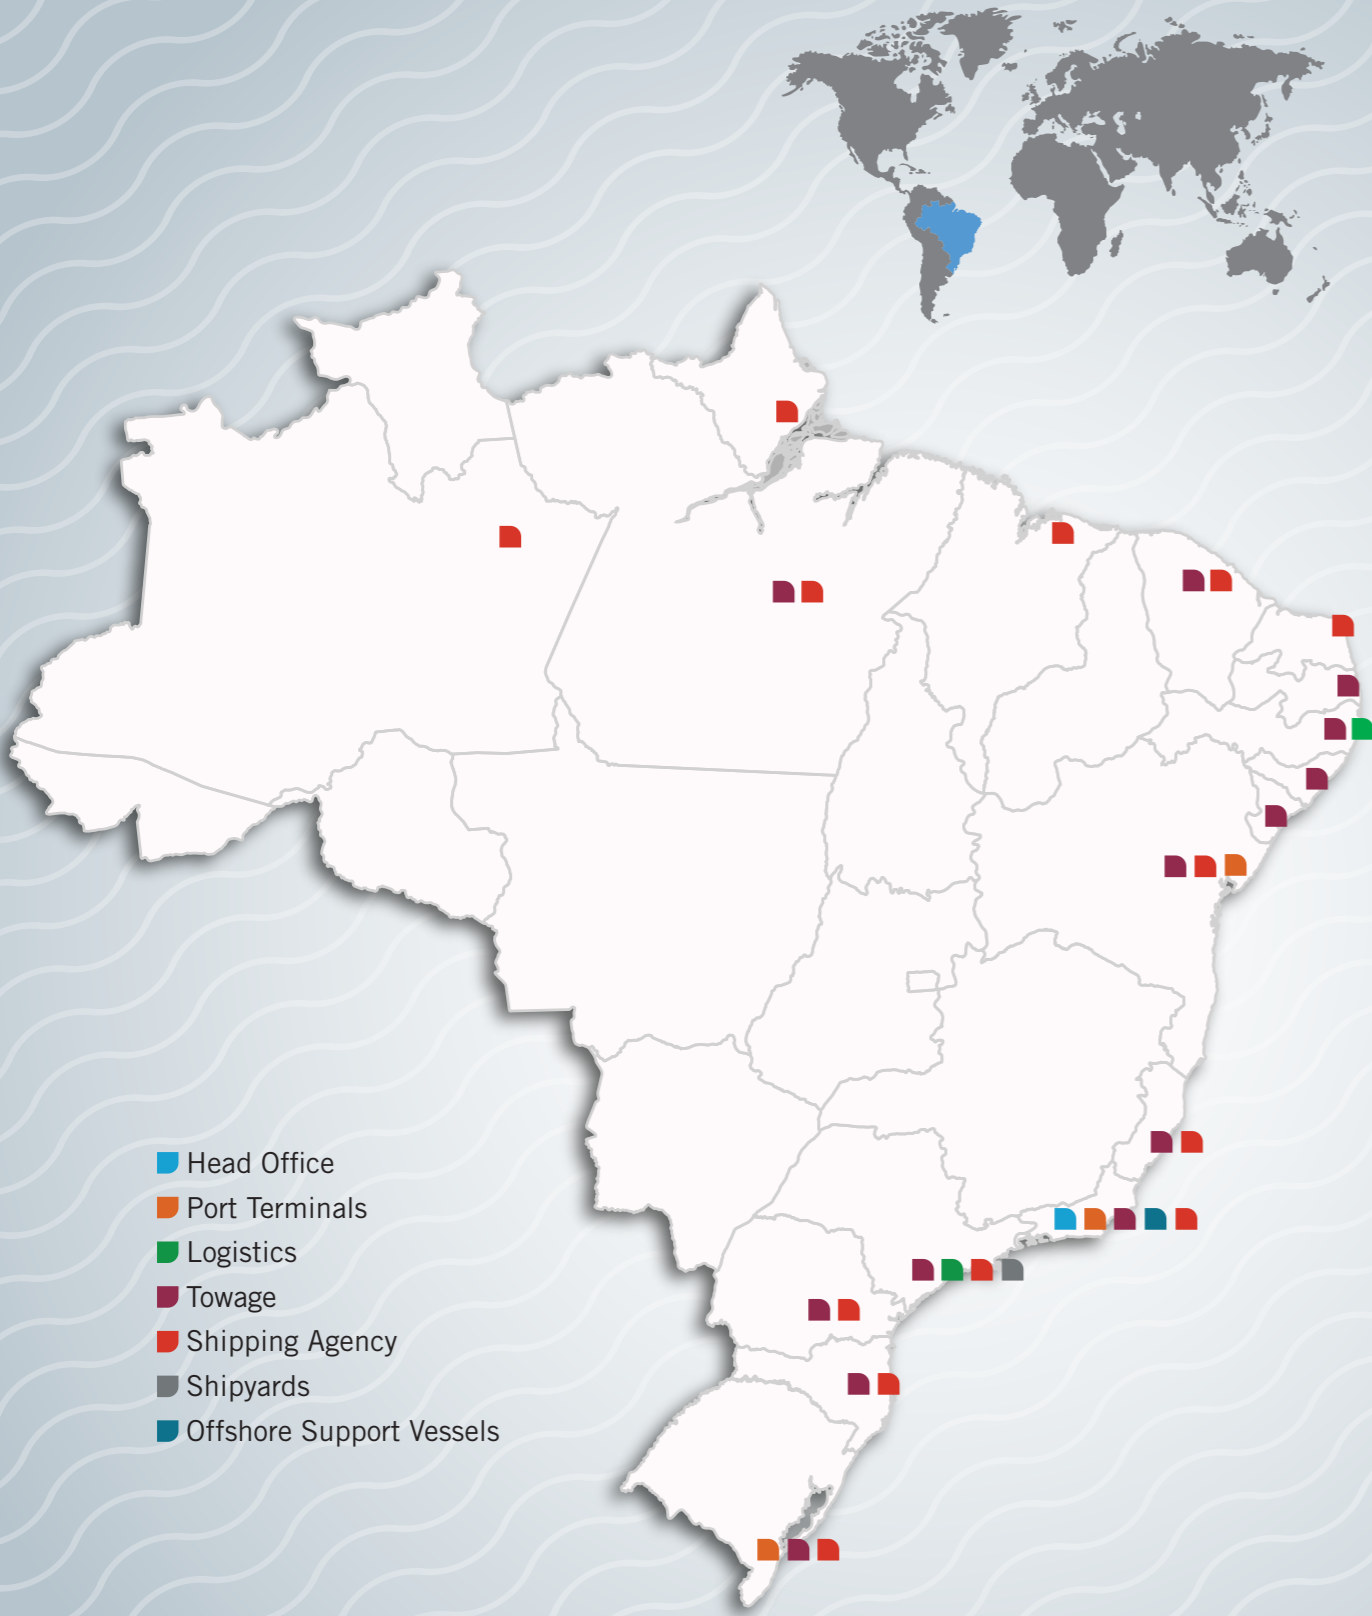 Head Office
Port Terminals
Logistics
Towage
Shipping Agency
Shipyards
Offshore Support Vessels